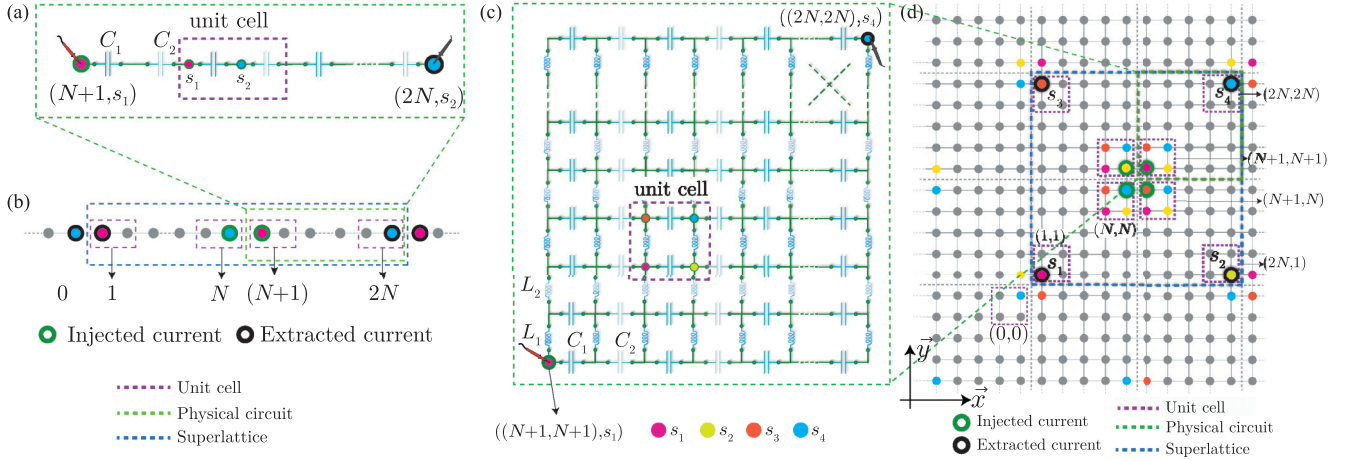 (a)
unit cell
C₁
C₂
s₁
s₂
(N+1,s₁)
(2N,s₂)
(b)
0
1
N
(N+1)
2N
Injected current
Extracted current
Unit cell
Physical circuit
Superlattice
(c)
((2N,2N),s₄)
unit cell
L₂
L₁
C₁
C₂
((N+1,N+1),s₁)
s₁
s₂
s₃
s₄
(d)
s₃
s₄
(2N,2N)
(N+1,N+1)
(N+1,N)
(N,N)
(1,1)
s₁
s₂
(2N,1)
(0,0)
y⃗
x⃗
Injected current
Extracted current
Unit cell
Physical circuit
Superlattice